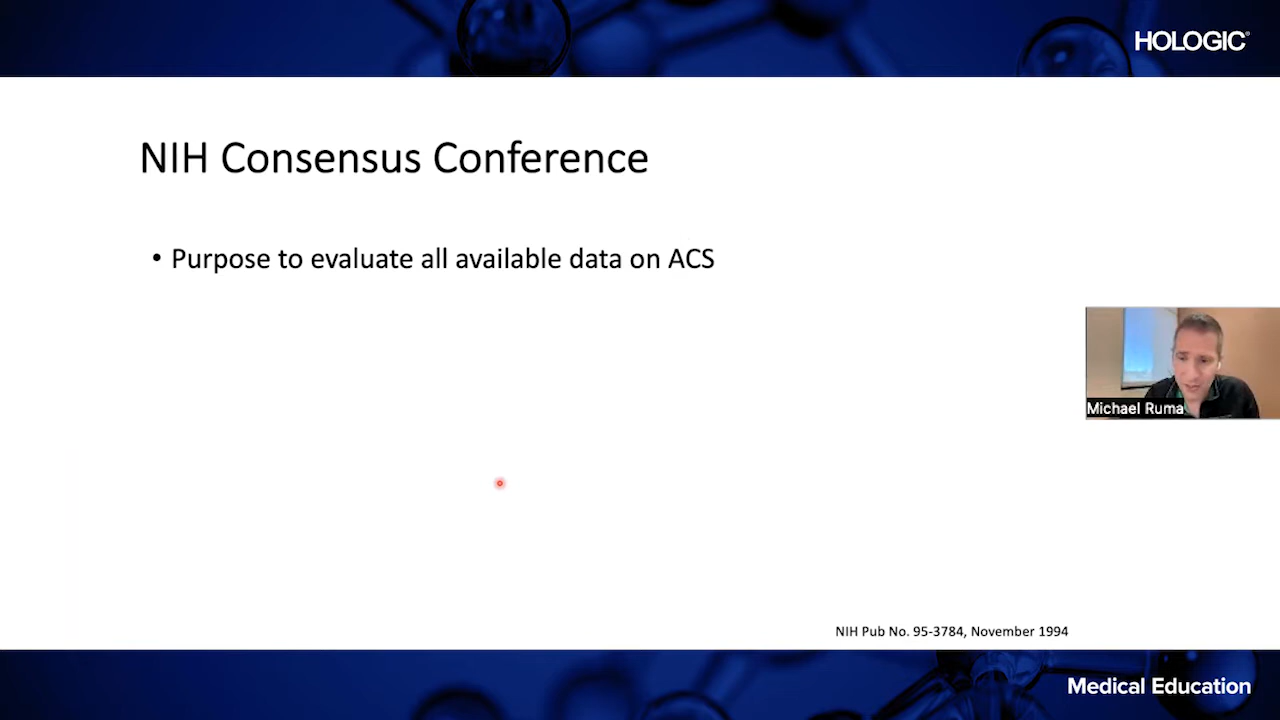 HOLOGIC®
NIH Consensus Conference
• Purpose to evaluate all available data on ACS
Michael Ruma
NIH Pub No. 95-3784, November 1994
Medical Education